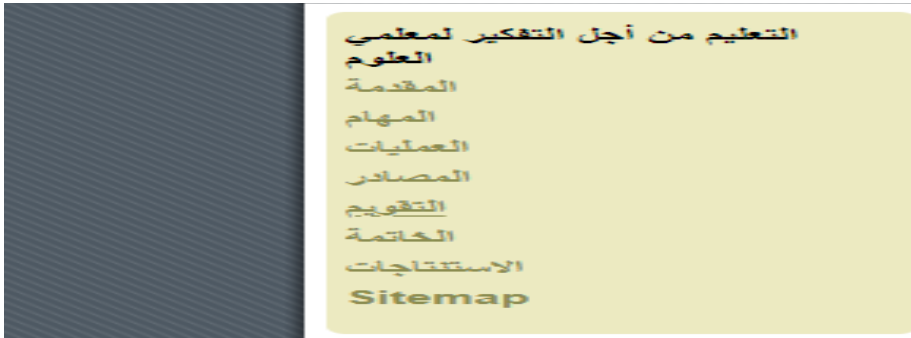 التعليم من أجل التفكير لمعلمي
العلوم
المقدمة
المهام
العمليات
المصادر
التقويم
الخاتمة
الاستنتاجات
Sitemap